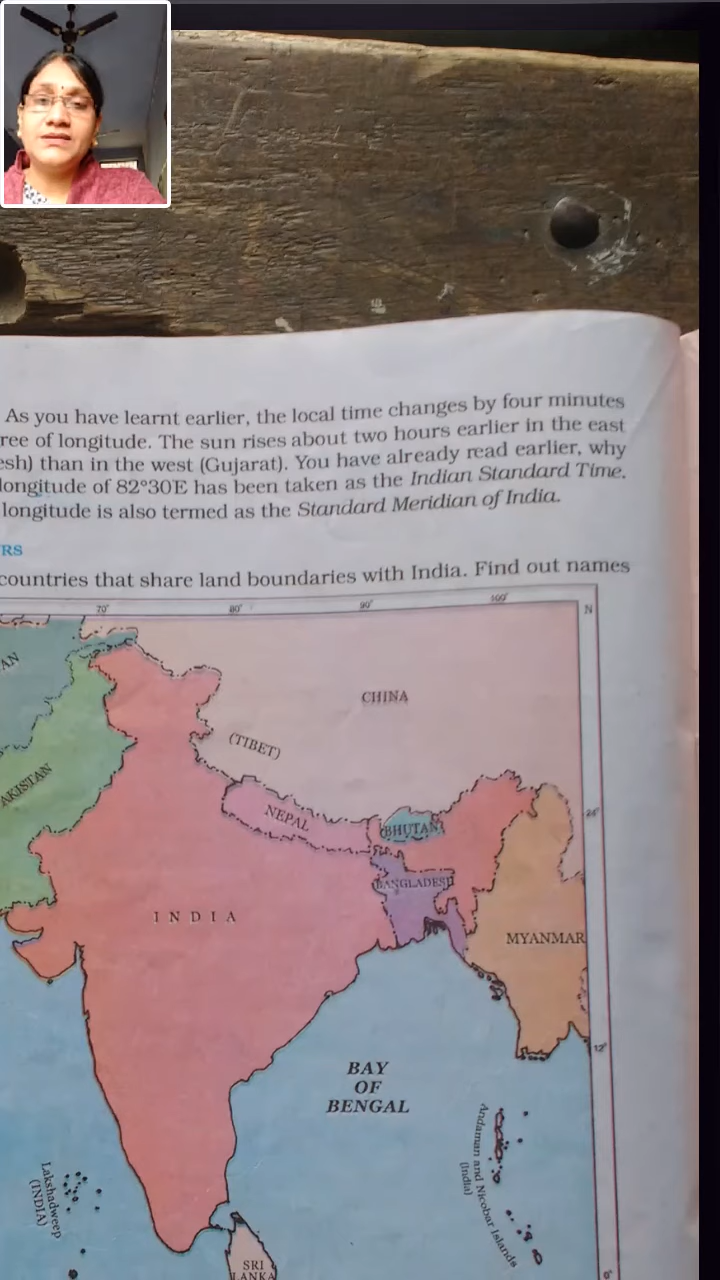 As you have learnt earlier, the local time changes by four minutes
ree of longitude. The sun rises about two hours earlier in the east
esh) than in the west (Gujarat). You have already read earlier, why
longitude of 82°30E has been taken as the Indian Standard Time.
longitude is also termed as the Standard Meridian of India.
RS
countries that share land boundaries with India. Find out names
70° 80° 90° 100° N
AN
CHINA
(TIBET)
AKISTAN
NEPAL
BHUTAN
24°
BANGLADESH
INDIA
MYANMAR
12°
BAY
OF
BENGAL
Lakshadweep
(INDIA)
Andaman and Nicobar Islands
(India)
SRI
LANKA
6°